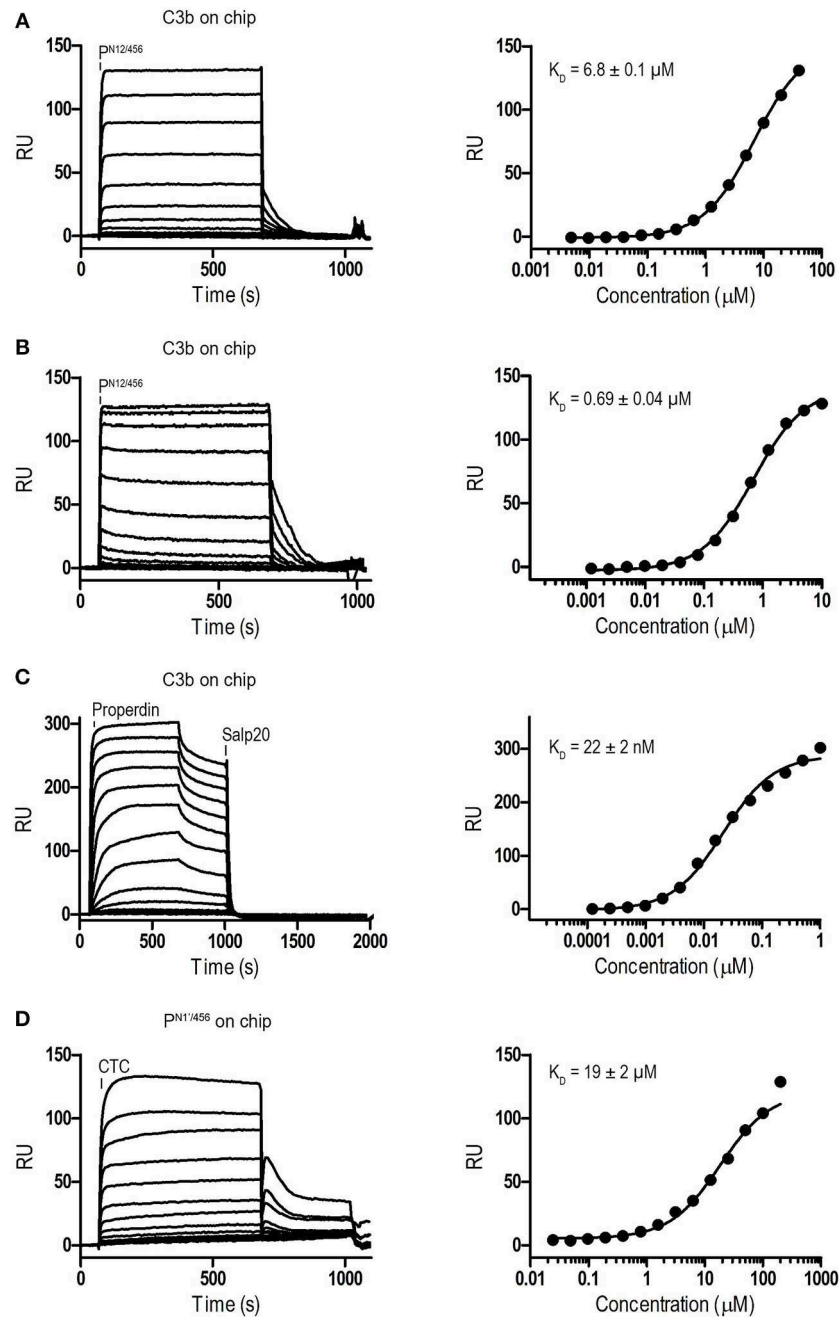 A
C3b on chip
P^N12/456
150
100
50
0
RU
0 500 1000
Time (s)
K_D = 6.8 ± 0.1 µM
150
100
50
0
RU
0.001 0.01 0.1 1 10 100
Concentration (µM)
B
C3b on chip
P^N12/456
150
100
50
0
RU
0 500 1000
Time (s)
K_D = 0.69 ± 0.04 µM
150
100
50
0
RU
0.001 0.01 0.1 1 10
Concentration (µM)
C
C3b on chip
Properdin
Salp20
300
200
100
0
RU
0 500 1000 1500 2000
Time (s)
K_D = 22 ± 2 nM
300
200
100
0
RU
0.0001 0.001 0.01 0.1 1
Concentration (µM)
D
P^N1'/456 on chip
CTC
150
100
50
0
RU
0 500 1000
Time (s)
K_D = 19 ± 2 µM
150
100
50
0
RU
0.01 0.1 1 10 100 1000
Concentration (µM)